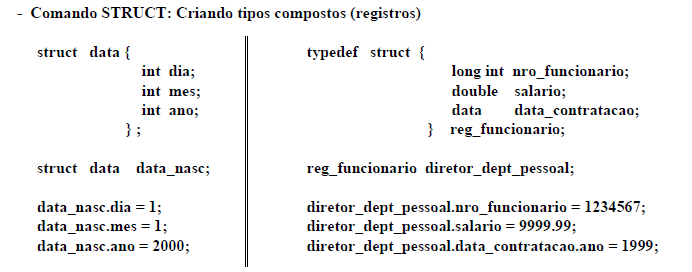 - Comando STRUCT: Criando tipos compostos (registros)
struct data {
int dia;
int mes;
int ano;
} ;
struct data data_nasc;
data_nasc.dia = 1;
data_nasc.mes = 1;
data_nasc.ano = 2000;
typedef struct {
long int nro_funcionario;
double salario;
data data_contratacao;
} reg_funcionario;
reg_funcionario diretor_dept_pessoal;
diretor_dept_pessoal.nro_funcionario = 1234567;
diretor_dept_pessoal.salario = 9999.99;
diretor_dept_pessoal.data_contratacao.ano = 1999;